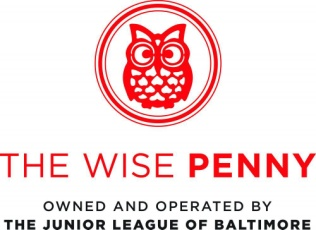 THE WISE PENNY
OWNED AND OPERATED BY
THE JUNIOR LEAGUE OF BALTIMORE